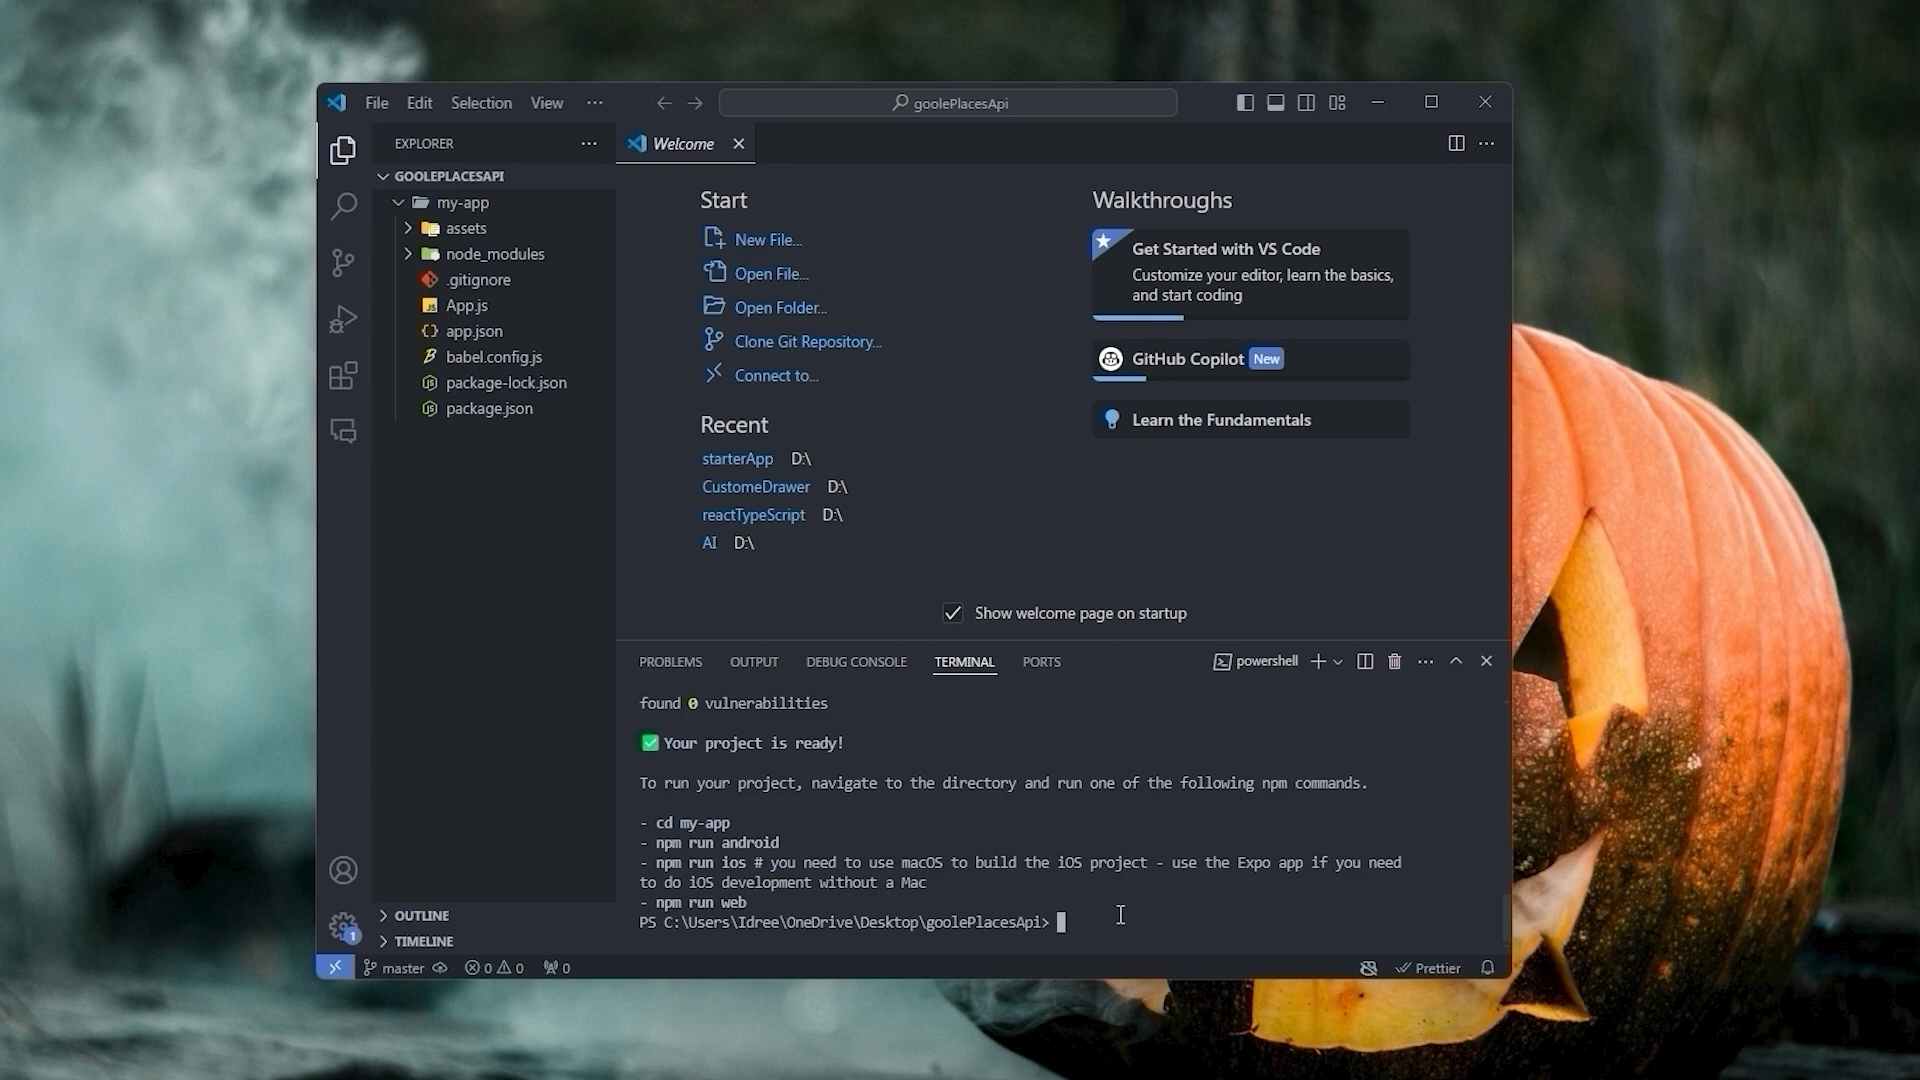 File Edit Selection View ···
goolePlacesApi
EXPLORER ···
Welcome
GOOLEPLACESAPI
my-app
assets
node_modules
.gitignore
JS App.js
{} app.json
babel.config.js
package-lock.json
package.json
OUTLINE
TIMELINE
1
Start
New File...
Open File...
Open Folder...
Clone Git Repository...
Connect to...
Recent
starterApp D:\
CustomeDrawer D:\
reactTypeScript D:\
AI D:\
Walkthroughs
Get Started with VS Code
Customize your editor, learn the basics,
and start coding
GitHub Copilot New
Learn the Fundamentals
Show welcome page on startup
PROBLEMS OUTPUT DEBUG CONSOLE TERMINAL PORTS powershell
found 0 vulnerabilities
Your project is ready!
To run your project, navigate to the directory and run one of the following npm commands.
- cd my-app
- npm run android
- npm run ios # you need to use macOS to build the iOS project - use the Expo app if you need
to do iOS development without a Mac
- npm run web
PS C:\Users\Idree\OneDrive\Desktop\goolePlacesApi>
master 0 0 0 Prettier